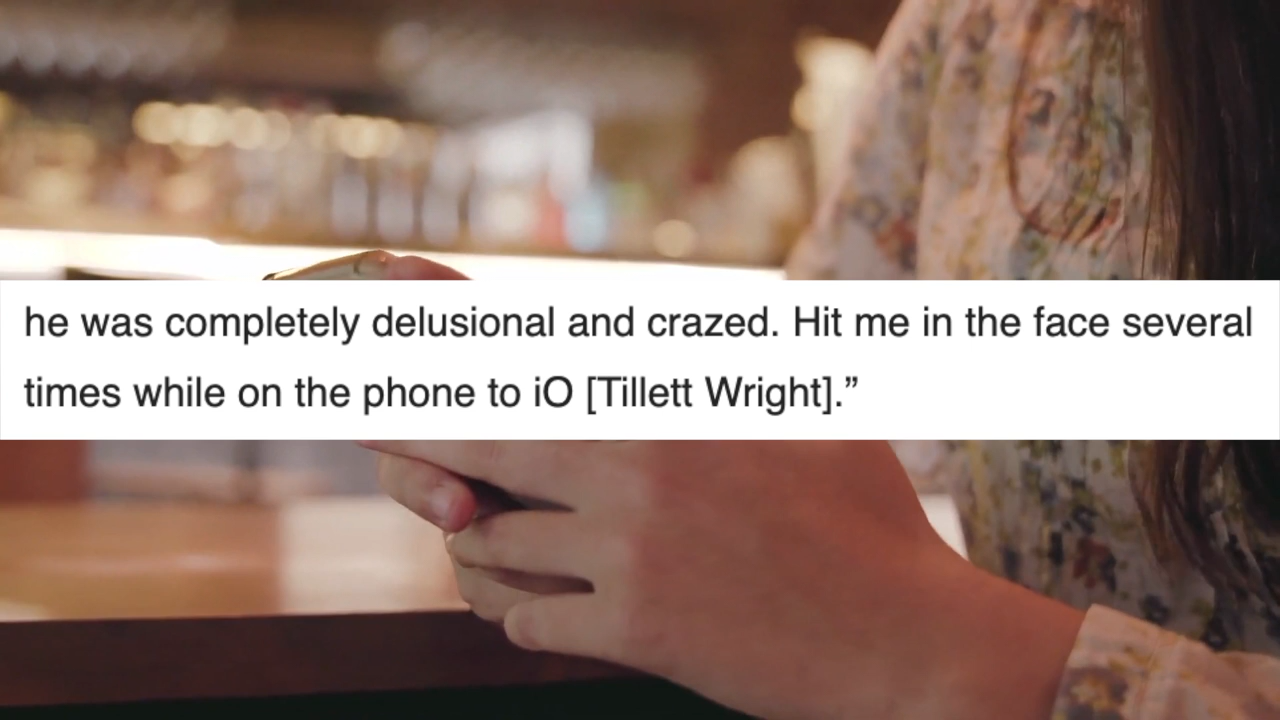 he was completely delusional and crazed. Hit me in the face several
times while on the phone to iO [Tillett Wright].”